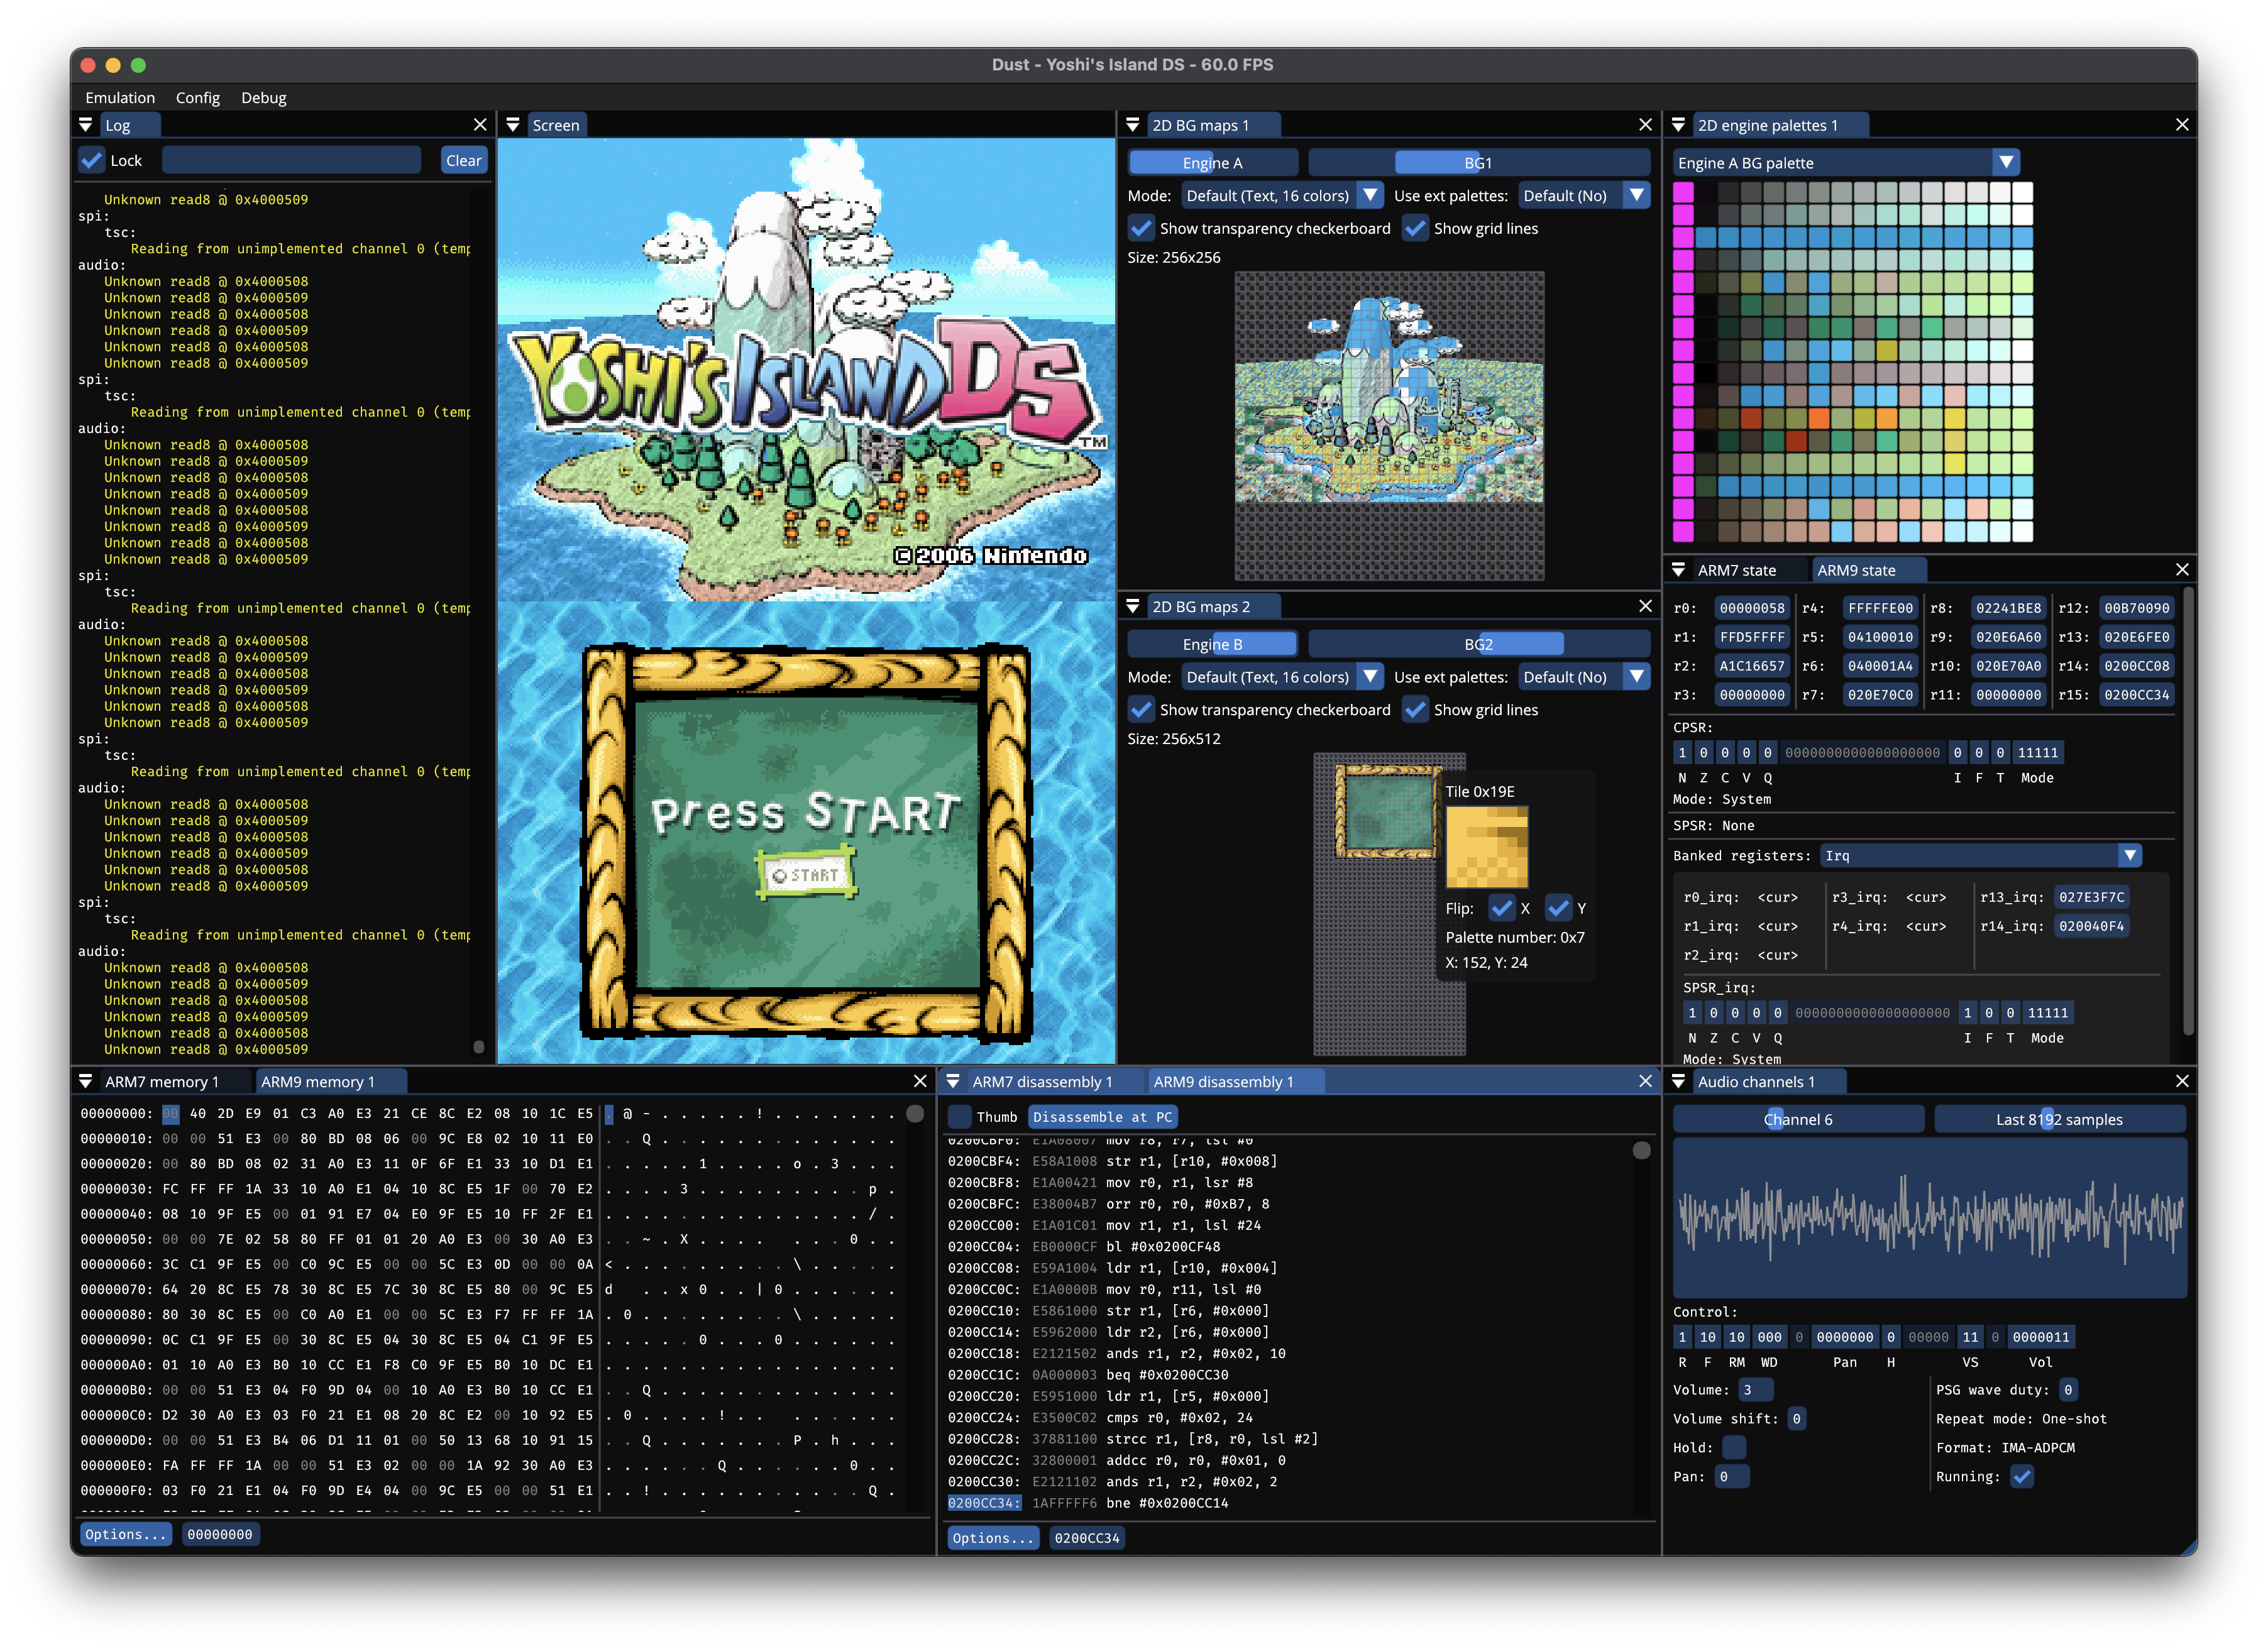 Dust - Yoshi's Island DS - 60.0 FPS
Emulation Config Debug
Log
Lock Clear
Unknown read8 @ 0x4000509
spi:
tsc:
Reading from unimplemented channel 0 (temp
audio:
Unknown read8 @ 0x4000508
Unknown read8 @ 0x4000509
Unknown read8 @ 0x4000508
Unknown read8 @ 0x4000509
Unknown read8 @ 0x4000508
Unknown read8 @ 0x4000509
spi:
tsc:
Reading from unimplemented channel 0 (temp
audio:
Unknown read8 @ 0x4000508
Unknown read8 @ 0x4000509
Unknown read8 @ 0x4000508
Unknown read8 @ 0x4000509
Unknown read8 @ 0x4000508
Unknown read8 @ 0x4000509
Unknown read8 @ 0x4000508
Unknown read8 @ 0x4000509
spi:
tsc:
Reading from unimplemented channel 0 (temp
audio:
Unknown read8 @ 0x4000508
Unknown read8 @ 0x4000509
Unknown read8 @ 0x4000508
Unknown read8 @ 0x4000509
Unknown read8 @ 0x4000508
Unknown read8 @ 0x4000509
spi:
tsc:
Reading from unimplemented channel 0 (temp
audio:
Unknown read8 @ 0x4000508
Unknown read8 @ 0x4000509
Unknown read8 @ 0x4000508
Unknown read8 @ 0x4000509
Unknown read8 @ 0x4000508
Unknown read8 @ 0x4000509
spi:
tsc:
Reading from unimplemented channel 0 (temp
audio:
Unknown read8 @ 0x4000508
Unknown read8 @ 0x4000509
Unknown read8 @ 0x4000508
Unknown read8 @ 0x4000509
Unknown read8 @ 0x4000508
Unknown read8 @ 0x4000509
Screen
YOSHI'S ISLAND DS
TM
©2006 Nintendo
Press START
START
2D BG maps 1
Engine A BG1
Mode: Default (Text, 16 colors) Use ext palettes: Default (No)
Show transparency checkerboard Show grid lines
Size: 256x256
2D BG maps 2
Engine B BG2
Mode: Default (Text, 16 colors) Use ext palettes: Default (No)
Show transparency checkerboard Show grid lines
Size: 256x512
Tile 0x19E
Flip: X Y
Palette number: 0x7
X: 152, Y: 24
2D engine palettes 1
Engine A BG palette
ARM7 state ARM9 state
r0: 00000058 r4: FFFFFE00 r8: 02241BE8 r12: 00B70090
r1: FFD5FFFF r5: 04100010 r9: 020E6A60 r13: 020E6FE0
r2: A1C16657 r6: 040001A4 r10: 020E70A0 r14: 0200CC08
r3: 00000000 r7: 020E70C0 r11: 00000000 r15: 0200CC34
CPSR:
1 0 0 0 0 0000000000000000000 0 0 0 11111
N Z C V Q I F T Mode
Mode: System
SPSR: None
Banked registers: Irq
r0_irq: <cur> r3_irq: <cur> r13_irq: 027E3F7C
r1_irq: <cur> r4_irq: <cur> r14_irq: 020040F4
r2_irq: <cur>
SPSR_irq:
1 0 0 0 0 0000000000000000000 1 0 0 11111
N Z C V Q I F T Mode
Mode: System
ARM7 memory 1 ARM9 memory 1
00000000: 00 40 2D E9 01 C3 A0 E3 21 CE 8C E2 08 10 1C E5 . @ - . . . . . ! . . . . . . .
00000010: 00 00 51 E3 00 80 BD 08 06 00 9C E8 02 10 11 E0 . . Q . . . . . . . . . . . . .
00000020: 00 80 BD 08 02 31 A0 E3 11 0F 6F E1 33 10 D1 E1 . . . . . 1 . . . . o . 3 . . .
00000030: FC FF FF 1A 33 10 A0 E1 04 10 8C E5 1F 00 70 E2 . . . . 3 . . . . . . . . . p .
00000040: 08 10 9F E5 00 01 91 E7 04 E0 9F E5 10 FF 2F E1 . . . . . . . . . . . . . . / .
00000050: 00 00 7E 02 58 80 FF 01 01 20 A0 E3 00 30 A0 E3 . . ~ . X . . . .   . . . 0 . .
00000060: 3C C1 9F E5 00 C0 9C E5 00 00 5C E3 0D 00 00 0A < . . . . . . . . . \ . . . . .
00000070: 64 20 8C E5 78 30 8C E5 7C 30 8C E5 80 00 9C E5 d   . . x 0 . . | 0 . . . . . .
00000080: 80 30 8C E5 00 C0 A0 E1 00 00 5C E3 F7 FF FF 1A . 0 . . . . . . . . \ . . . . .
00000090: 0C C1 9F E5 00 30 8C E5 04 30 8C E5 04 C1 9F E5 . . . . . 0 . . . 0 . . . . . .
000000A0: 01 10 A0 E3 B0 10 CC E1 F8 C0 9F E5 B0 10 DC E1 . . . . . . . . . . . . . . . .
000000B0: 00 00 51 E3 04 F0 9D 04 00 10 A0 E3 B0 10 CC E1 . . Q . . . . . . . . . . . . .
000000C0: D2 30 A0 E3 03 F0 21 E1 08 20 8C E2 00 10 92 E5 . 0 . . . . ! . .   . . . . . .
000000D0: 00 00 51 E3 B4 06 D1 11 01 00 50 13 68 10 91 15 . . Q . . . . . . . P . h . . .
000000E0: FA FF FF 1A 00 00 51 E3 02 00 00 1A 92 30 A0 E3 . . . . . . Q . . . . . . 0 . .
000000F0: 03 F0 21 E1 04 F0 9D E4 04 00 9C E5 00 00 51 E1 . . ! . . . . . . . . . . . Q .
Options... 00000000
ARM7 disassembly 1 ARM9 disassembly 1
Thumb Disassemble at PC
0200CBF0: E1A08007 mov r8, r7, lsl #0
0200CBF4: E58A1008 str r1, [r10, #0x008]
0200CBF8: E1A00421 mov r0, r1, lsr #8
0200CBFC: E38004B7 orr r0, r0, #0xB7, 8
0200CC00: E1A01C01 mov r1, r1, lsl #24
0200CC04: EB0000CF bl #0x0200CF48
0200CC08: E59A1004 ldr r1, [r10, #0x004]
0200CC0C: E1A0000B mov r0, r11, lsl #0
0200CC10: E5861000 str r1, [r6, #0x000]
0200CC14: E5962000 ldr r2, [r6, #0x000]
0200CC18: E2121502 ands r1, r2, #0x02, 10
0200CC1C: 0A000003 beq #0x0200CC30
0200CC20: E5951000 ldr r1, [r5, #0x000]
0200CC24: E3500C02 cmps r0, #0x02, 24
0200CC28: 37881100 strcc r1, [r8, r0, lsl #2]
0200CC2C: 32800001 addcc r0, r0, #0x01, 0
0200CC30: E2121102 ands r1, r2, #0x02, 2
0200CC34: 1AFFFFF6 bne #0x0200CC14
Options... 0200CC34
Audio channels 1
Channel 6 Last 8192 samples
Control:
1 10 10 000 0 0000000 0 00000 11 0 0000011
R F RM WD Pan H VS Vol
Volume: 3 PSG wave duty: 0
Volume shift: 0 Repeat mode: One-shot
Hold: Format: IMA-ADPCM
Pan: 0 Running: